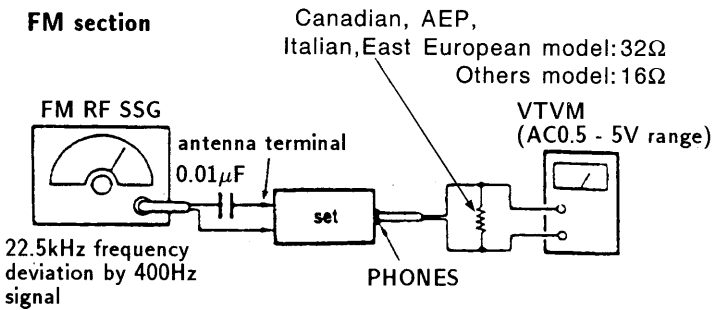 FM section
Canadian, AEP,
Italian,East European model:32Ω
Others model:16Ω
FM RF SSG
VTVM
(AC0.5 - 5V range)
antenna terminal
0.01μF
set
22.5kHz frequency
deviation by 400Hz
signal
PHONES